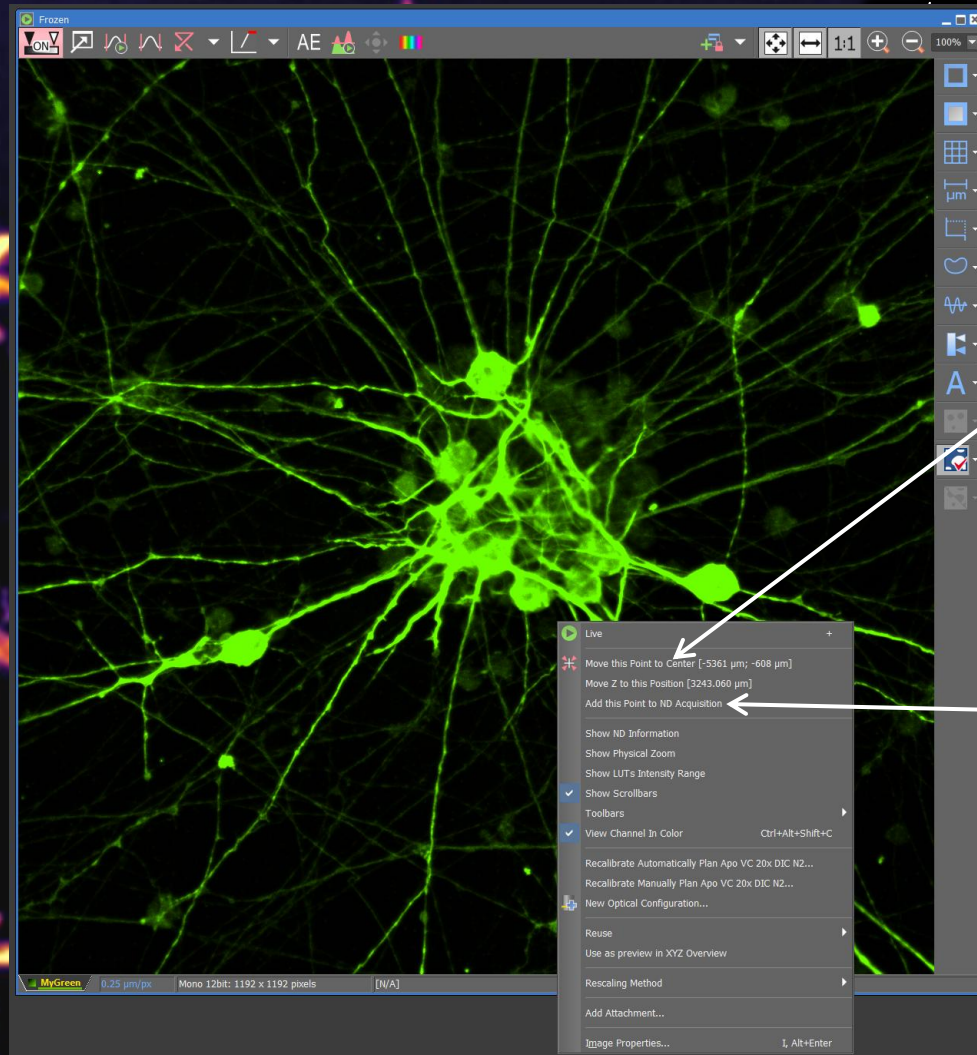 Frozen
ON
AE
1:1
100%
µm
A
Live +
Move this Point to Center [-5361 µm; -608 µm]
Move Z to this Position [3243.060 µm]
Add this Point to ND Acquisition
Show ND Information
Show Physical Zoom
Show LUTs Intensity Range
Show Scrollbars
Toolbars
View Channel In Color Ctrl+Alt+Shift+C
Recalibrate Automatically Plan Apo VC 20x DIC N2...
Recalibrate Manually Plan Apo VC 20x DIC N2...
New Optical Configuration...
Reuse
Use as preview in XYZ Overview
Rescaling Method
Add Attachment...
Image Properties... I, Alt+Enter
MyGreen 0.25 µm/px Mono 12bit: 1192 x 1192 pixels [N/A]